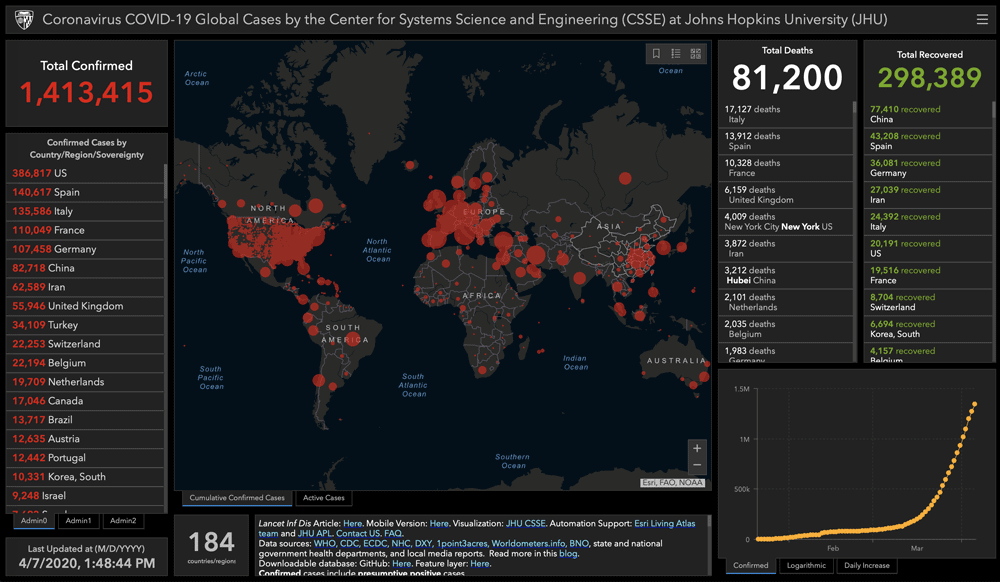 Coronavirus COVID-19 Global Cases by the Center for Systems Science and Engineering (CSSE) at Johns Hopkins University (JHU)
Total Confirmed
1,413,415
Confirmed Cases by
Country/Region/Sovereignty
386,817 US
140,617 Spain
135,586 Italy
110,049 France
107,458 Germany
82,718 China
62,589 Iran
55,946 United Kingdom
34,109 Turkey
22,253 Switzerland
22,194 Belgium
19,709 Netherlands
17,046 Canada
13,717 Brazil
12,635 Austria
12,442 Portugal
10,331 Korea, South
9,248 Israel
Admin0
Admin1
Admin2
Last Updated at (M/D/YYYY)
4/7/2020, 1:48:44 PM
Arctic
Ocean
Ocean
NORTH
AMERICA
EUROPE
ASIA
North
Pacific
Ocean
North
Atlantic
Ocean
AFRICA
SOUTH
AMERICA
South
Pacific
Ocean
South
Atlantic
Ocean
Indian
Ocean
AUSTRALIA
Southern
Ocean
+
−
Esri, FAO, NOAA
Cumulative Confirmed Cases
Active Cases
184
countries/regions
Lancet Inf Dis Article: Here. Mobile Version: Here. Visualization: JHU CSSE. Automation Support: Esri Living Atlas
team and JHU APL. Contact US. FAQ.
Data sources: WHO, CDC, ECDC, NHC, DXY, 1point3acres, Worldometers.info, BNO, state and national
government health departments, and local media reports. Read more in this blog.
Downloadable database: GitHub: Here. Feature layer: Here.
Confirmed cases include presumptive positive cases
Total Deaths
81,200
17,127 deaths
Italy
13,912 deaths
Spain
10,328 deaths
France
6,159 deaths
United Kingdom
4,009 deaths
New York City New York US
3,872 deaths
Iran
3,212 deaths
Hubei China
2,101 deaths
Netherlands
2,035 deaths
Belgium
1,983 deaths
Germany
Total Recovered
298,389
77,410 recovered
China
43,208 recovered
Spain
36,081 recovered
Germany
27,039 recovered
Iran
24,392 recovered
Italy
20,191 recovered
US
19,516 recovered
France
8,704 recovered
Switzerland
6,694 recovered
Korea, South
4,157 recovered
Belgium
1.5M
1M
500k
0
Feb
Mar
Confirmed
Logarithmic
Daily Increase